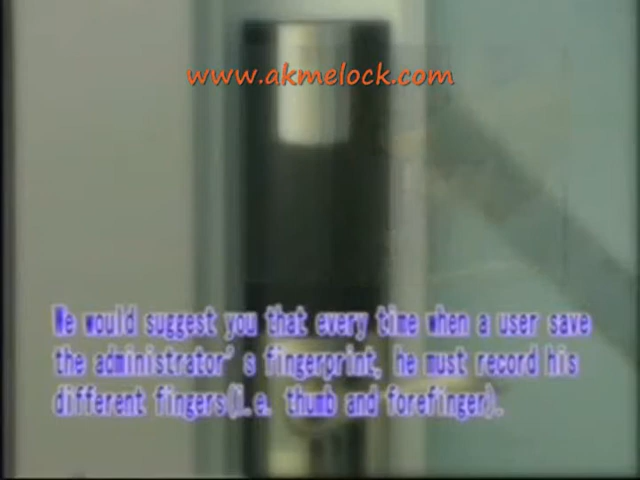 www.akmelock.com
We would suggest you that every time when a user save
the administrator's fingerprint, he must record his
different fingers(i.e. thumb and forefinger).